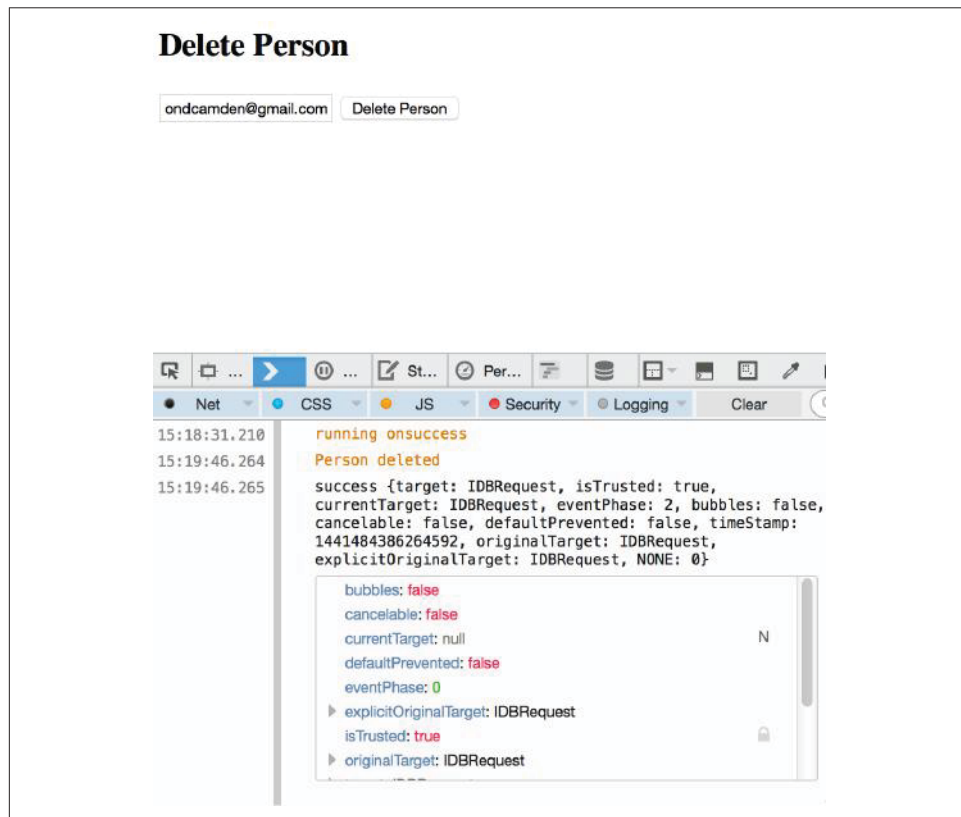 Delete Person
ondcamden@gmail.com Delete Person
... ... St... Per...
Net CSS JS Security Logging Clear
15:18:31.210 running onsuccess
15:19:46.264 Person deleted
15:19:46.265 success {target: IDBRequest, isTrusted: true,
currentTarget: IDBRequest, eventPhase: 2, bubbles: false,
cancelable: false, defaultPrevented: false, timeStamp:
1441484386264592, originalTarget: IDBRequest,
explicitOriginalTarget: IDBRequest, NONE: 0}
bubbles: false
cancelable: false
currentTarget: null N
defaultPrevented: false
eventPhase: 0
explicitOriginalTarget: IDBRequest
isTrusted: true
originalTarget: IDBRequest